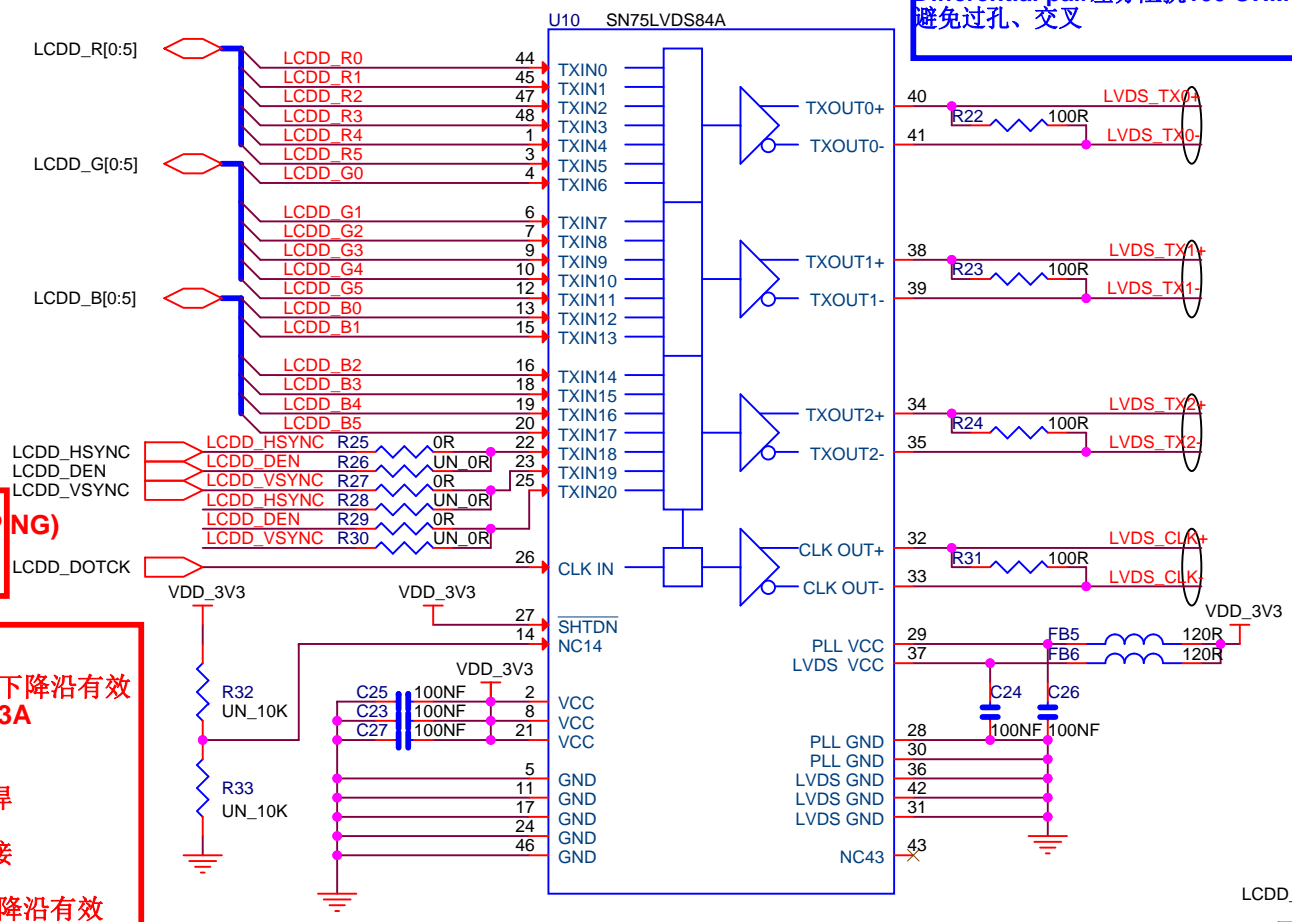 U10 SN75LVDS84A
避免过孔、交叉
LCDD_R[0:5]
LCDD_R0 44 TXIN0
LCDD_R1 45 TXIN1
LCDD_R2 47 TXIN2
LCDD_R3 48 TXIN3
LCDD_R4 1 TXIN4
LCDD_R5 3 TXIN5
LCDD_G[0:5]
LCDD_G0 4 TXIN6
LCDD_G1 6 TXIN7
LCDD_G2 7 TXIN8
LCDD_G3 9 TXIN9
LCDD_G4 10 TXIN10
LCDD_G5 12 TXIN11
LCDD_B[0:5]
LCDD_B0 13 TXIN12
LCDD_B1 15 TXIN13
LCDD_B2 16 TXIN14
LCDD_B3 18 TXIN15
LCDD_B4 19 TXIN16
LCDD_B5 20 TXIN17
LCDD_HSYNC LCDD_HSYNC R25 0R 22 TXIN18
LCDD_DEN LCDD_DEN R26 UN_0R 23 TXIN19
LCDD_VSYNC LCDD_VSYNC R27 0R 25 TXIN20
LCDD_HSYNC R28 UN_0R
LCDD_DEN R29 0R
LCDD_VSYNC R30 UN_0R
NG)
LCDD_DOTCK 26 CLK IN
VDD_3V3 VDD_3V3
27 SHTDN
14 NC14
VDD_3V3
下降沿有效
3A
R32
UN_10K
C25 100NF 2 VCC
C23 100NF 8 VCC
C27 100NF 21 VCC
R33
UN_10K
5 GND
11 GND
17 GND
24 GND
46 GND
接
降沿有效
TXOUT0+ 40 LVDS_TX0+
R22 100R
TXOUT0- 41 LVDS_TX0-
TXOUT1+ 38 LVDS_TX1+
R23 100R
TXOUT1- 39 LVDS_TX1-
TXOUT2+ 34 LVDS_TX2+
R24 100R
TXOUT2- 35 LVDS_TX2-
CLK OUT+ 32 LVDS_CLK+
R31 100R
CLK OUT- 33 LVDS_CLK-
VDD_3V3
PLL VCC 29 FB5 120R
LVDS VCC 37 FB6 120R
C24 C26
100NF 100NF
PLL GND 28
PLL GND 30
LVDS GND 36
LVDS GND 42
LVDS GND 31
NC43 43
LCDD_